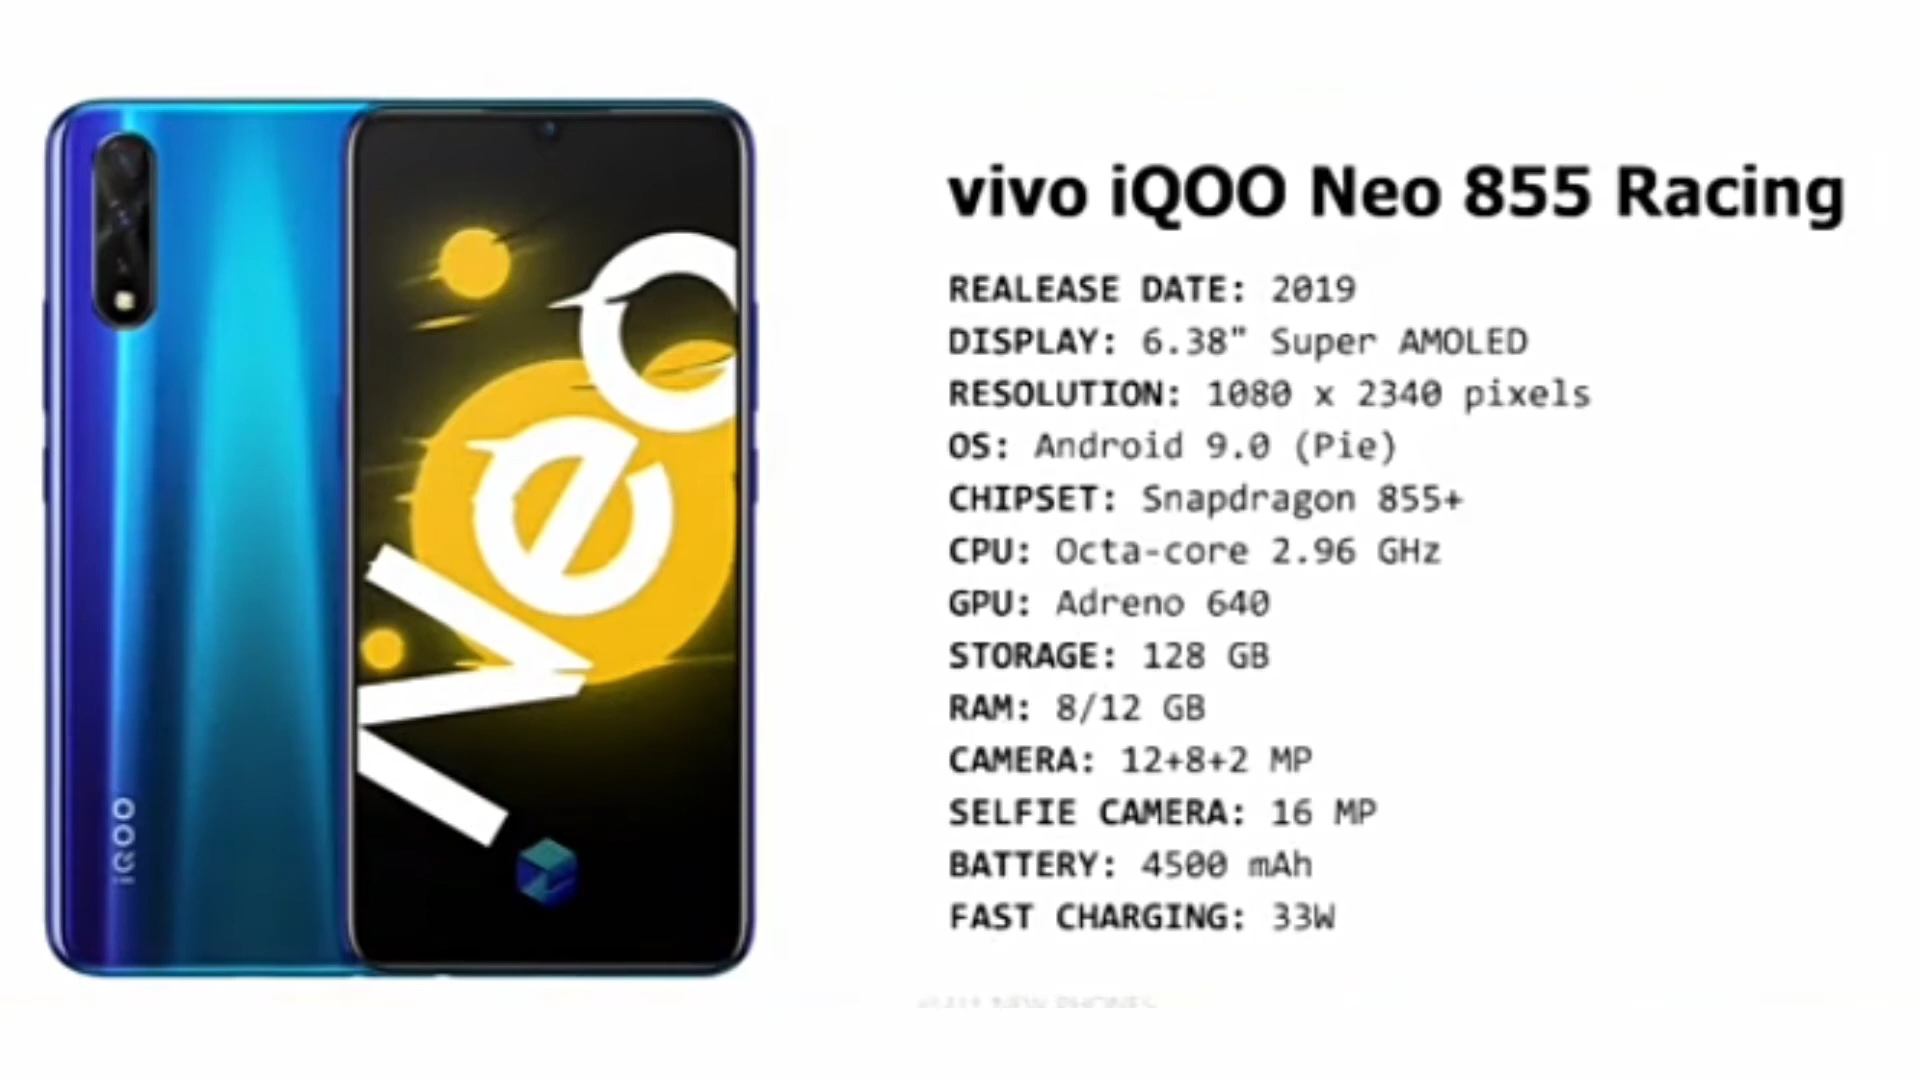 vivo iQOO Neo 855 Racing
REALEASE DATE: 2019
DISPLAY: 6.38" Super AMOLED
RESOLUTION: 1080 x 2340 pixels
OS: Android 9.0 (Pie)
CHIPSET: Snapdragon 855+
CPU: Octa-core 2.96 GHz
GPU: Adreno 640
STORAGE: 128 GB
RAM: 8/12 GB
CAMERA: 12+8+2 MP
SELFIE CAMERA: 16 MP
BATTERY: 4500 mAh
FAST CHARGING: 33W
NEW PHONES
iQOO
Neo